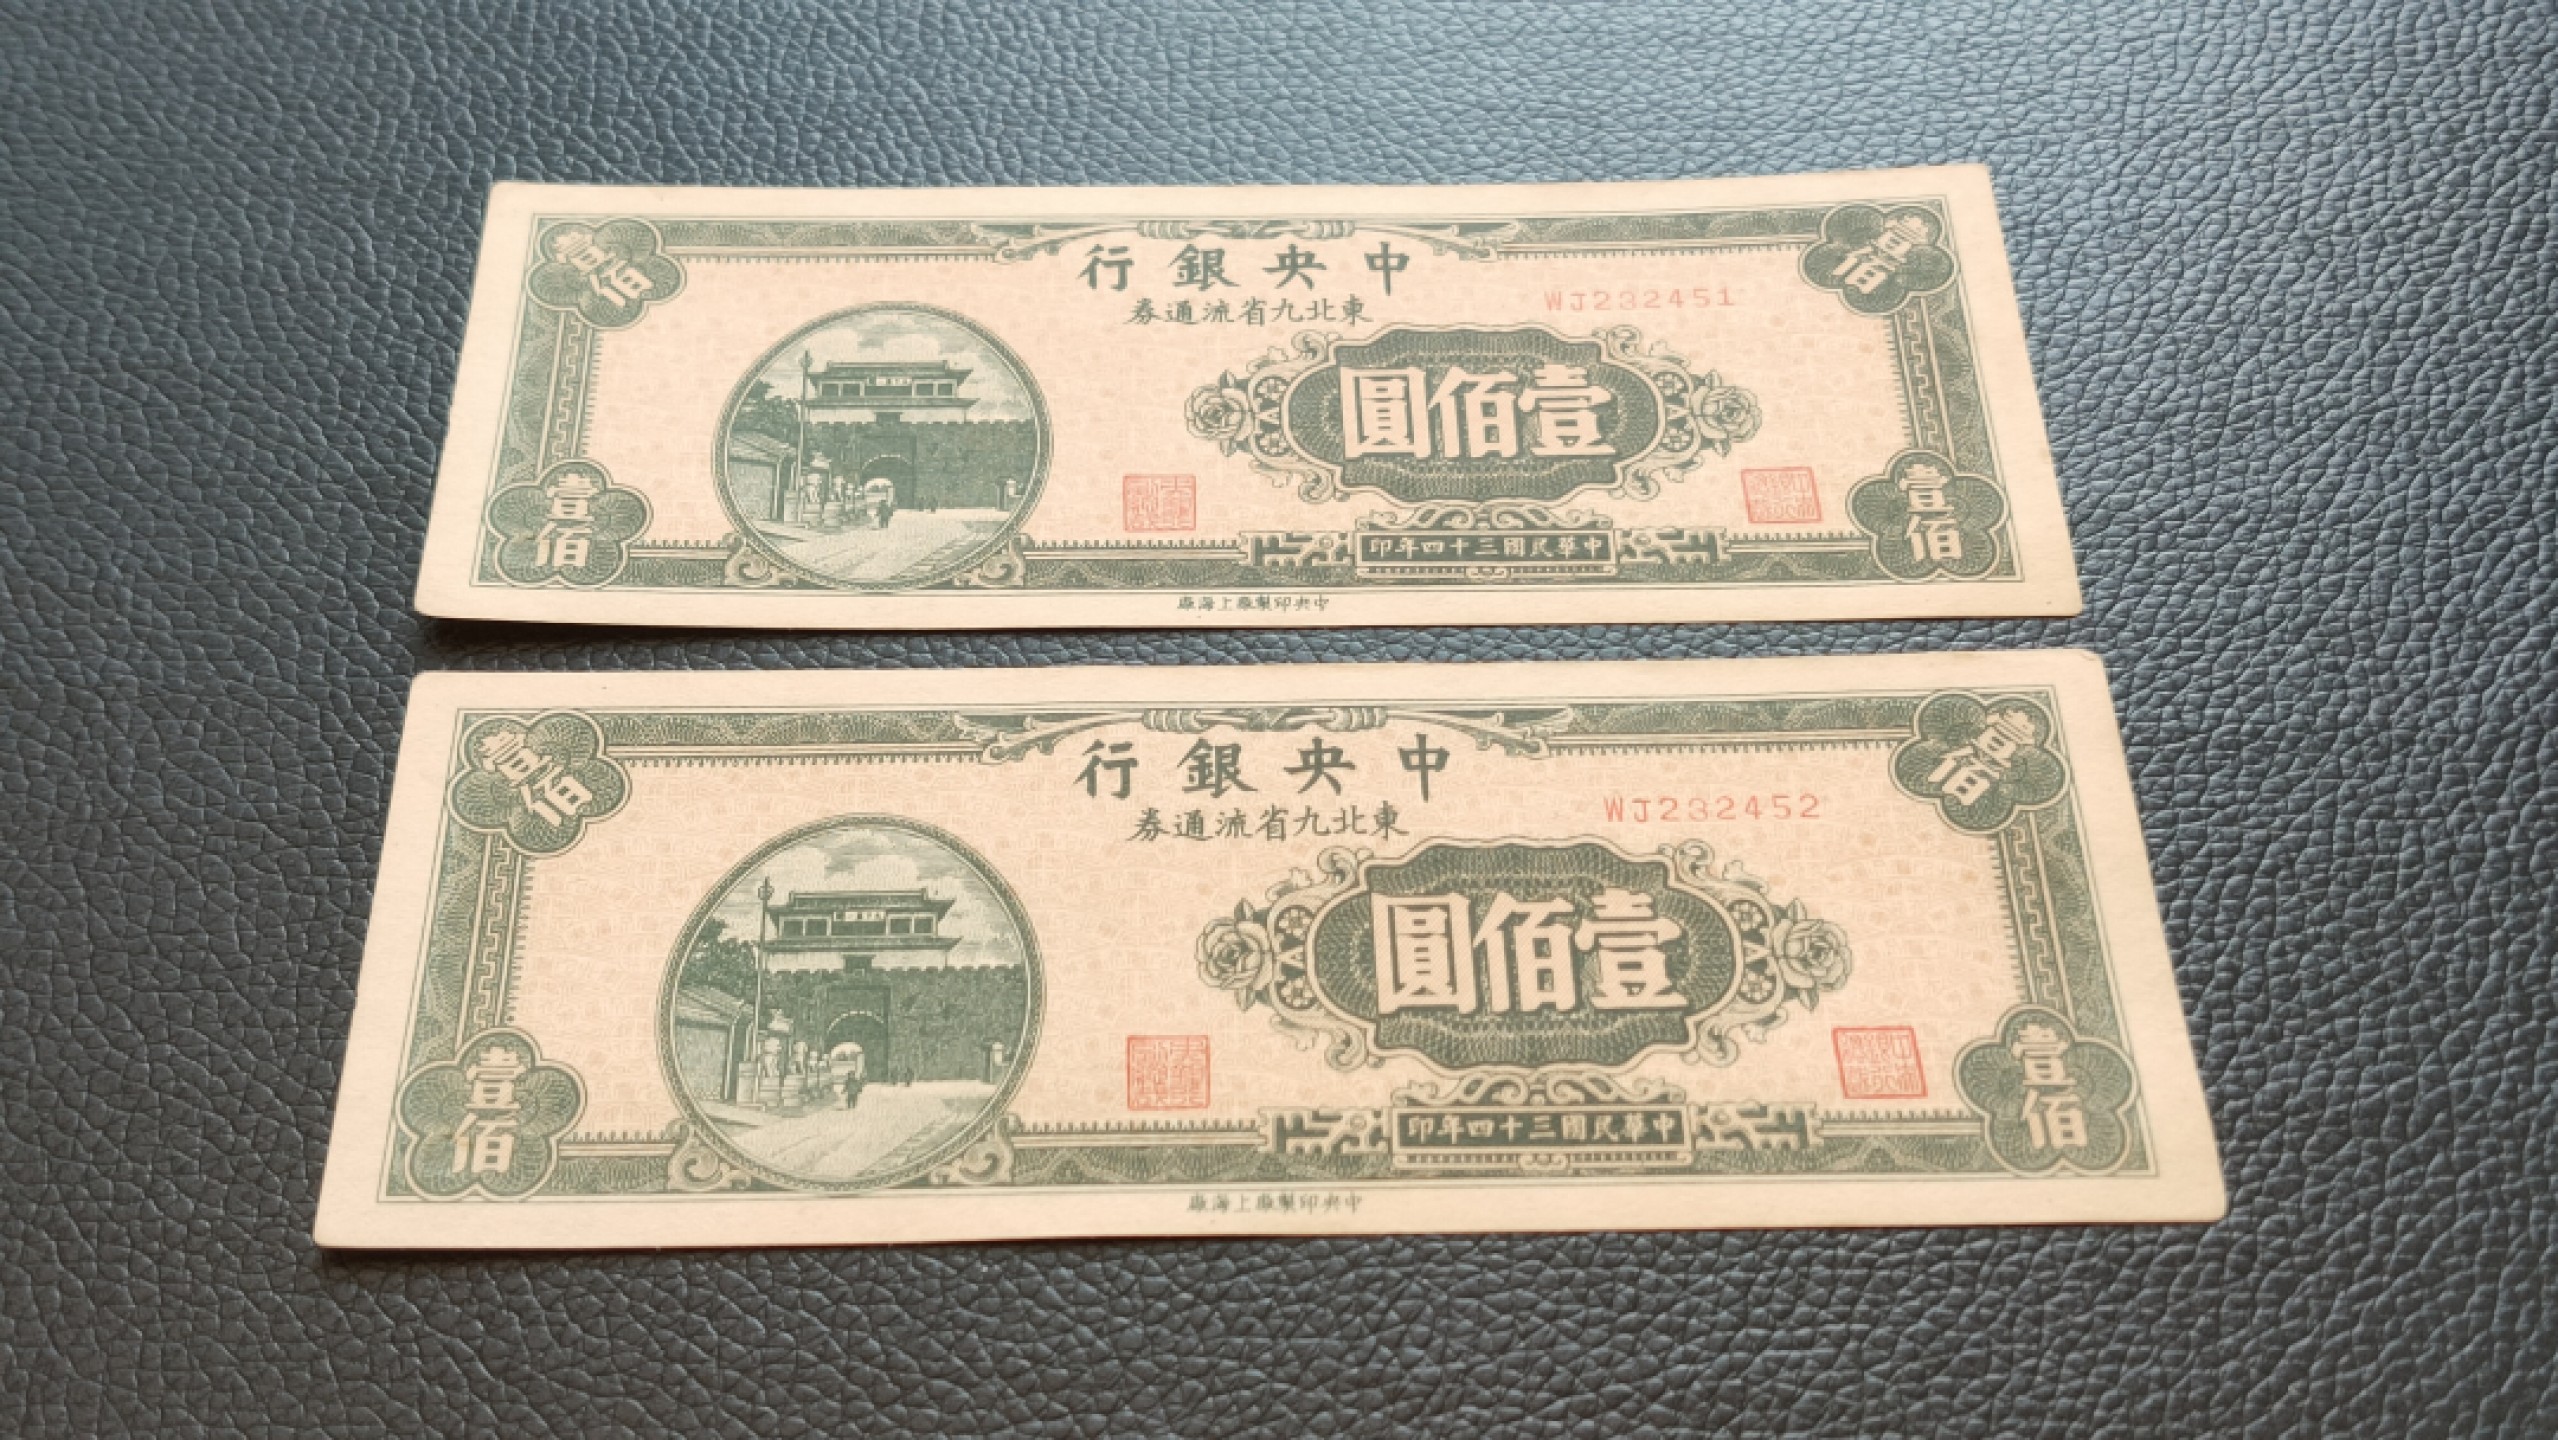 中央銀行
東北九省流通券
WJ232451
壹佰
壹佰
壹佰圓
壹佰
壹佰
中華民國三十四年印
中央印製廠上海廠
中央銀行
東北九省流通券
WJ232452
壹佰
壹佰
壹佰圓
壹佰
壹佰
中華民國三十四年印
中央印製廠上海廠